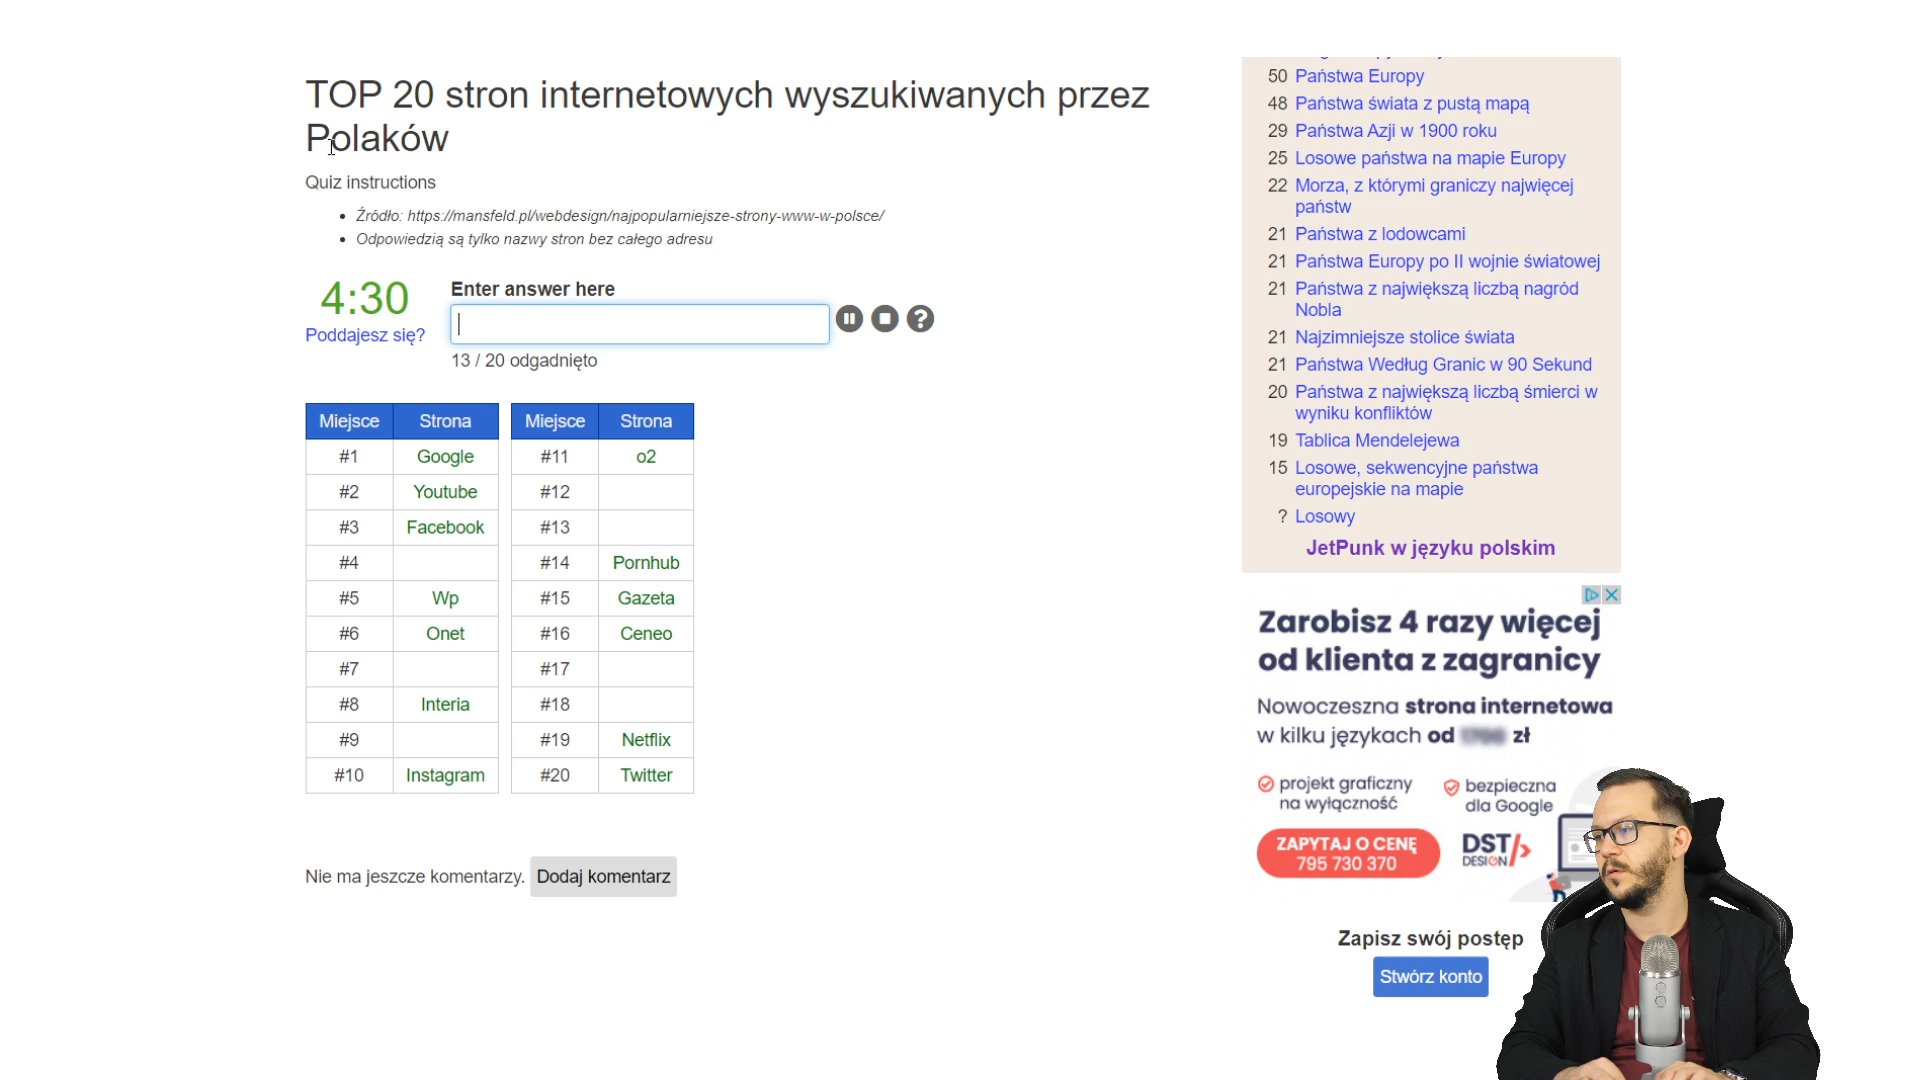 TOP 20 stron internetowych wyszukiwanych przez
Polaków
Quiz instructions
Źródło: https://mansfeld.pl/webdesign/najpopularniejsze-strony-www-w-polsce/
Odpowiedzią są tylko nazwy stron bez całego adresu
4:30
Poddajesz się?
Enter answer here
13 / 20 odgadnięto
Miejsce Strona Miejsce Strona
#1 Google #11 o2
#2 Youtube #12
#3 Facebook #13
#4 #14 Pornhub
#5 Wp #15 Gazeta
#6 Onet #16 Ceneo
#7 #17
#8 Interia #18
#9 #19 Netflix
#10 Instagram #20 Twitter
Nie ma jeszcze komentarzy. Dodaj komentarz
50 Państwa Europy
48 Państwa świata z pustą mapą
29 Państwa Azji w 1900 roku
25 Losowe państwa na mapie Europy
22 Morza, z którymi graniczy najwięcej
państw
21 Państwa z lodowcami
21 Państwa Europy po II wojnie światowej
21 Państwa z największą liczbą nagród
Nobla
21 Najzimniejsze stolice świata
21 Państwa Według Granic w 90 Sekund
20 Państwa z największą liczbą śmierci w
wyniku konfliktów
19 Tablica Mendelejewa
15 Losowe, sekwencyjne państwa
europejskie na mapie
? Losowy
JetPunk w języku polskim
Zarobisz 4 razy więcej
od klienta z zagranicy
Nowoczesna strona internetowa
w kilku językach od zł
projekt graficzny
na wyłączność
bezpieczna
dla Google
ZAPYTAJ O CENĘ
795 730 370
DST
DESIGN
Zapisz swój postęp
Stwórz konto